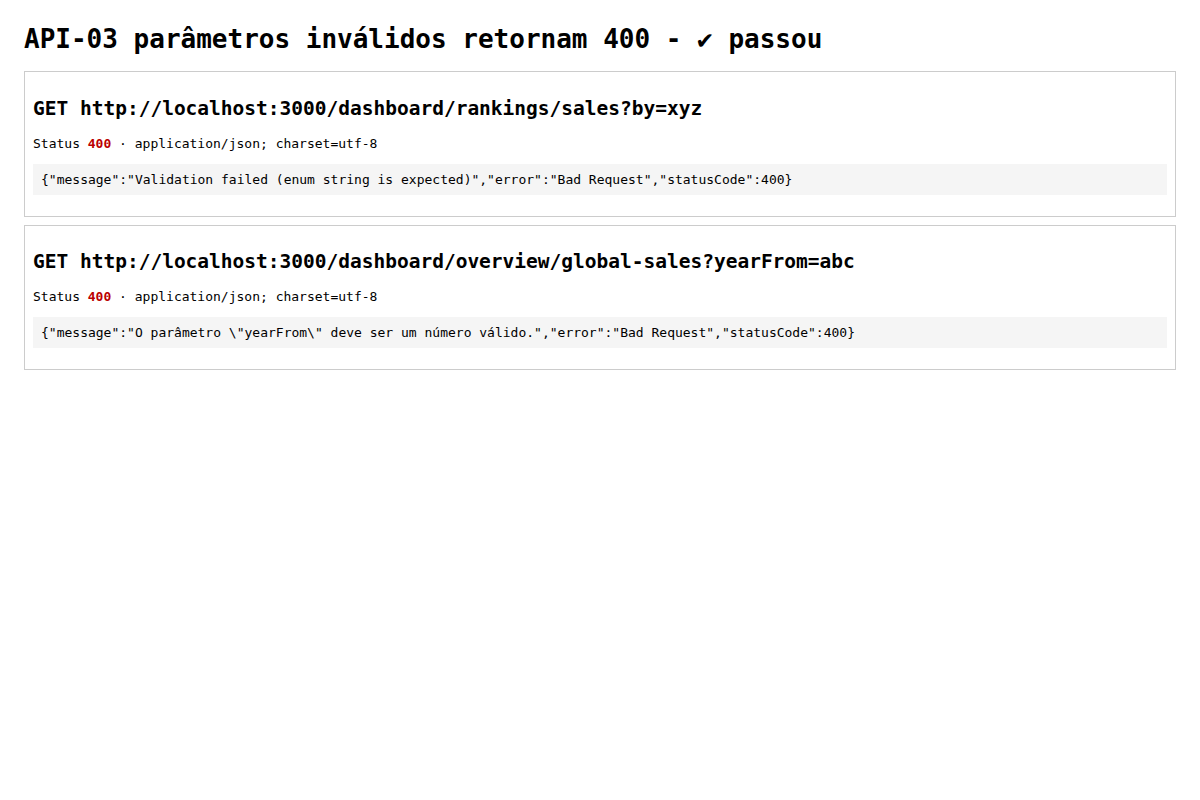 API-03 parâmetros inválidos retornam 400 - ✔ passou
GET http://localhost:3000/dashboard/rankings/sales?by=xyz
Status 400 · application/json; charset=utf-8
{"message":"Validation failed (enum string is expected)","error":"Bad Request","statusCode":400}
GET http://localhost:3000/dashboard/overview/global-sales?yearFrom=abc
Status 400 · application/json; charset=utf-8
{"message":"O parâmetro \"yearFrom\" deve ser um número válido.","error":"Bad Request","statusCode":400}